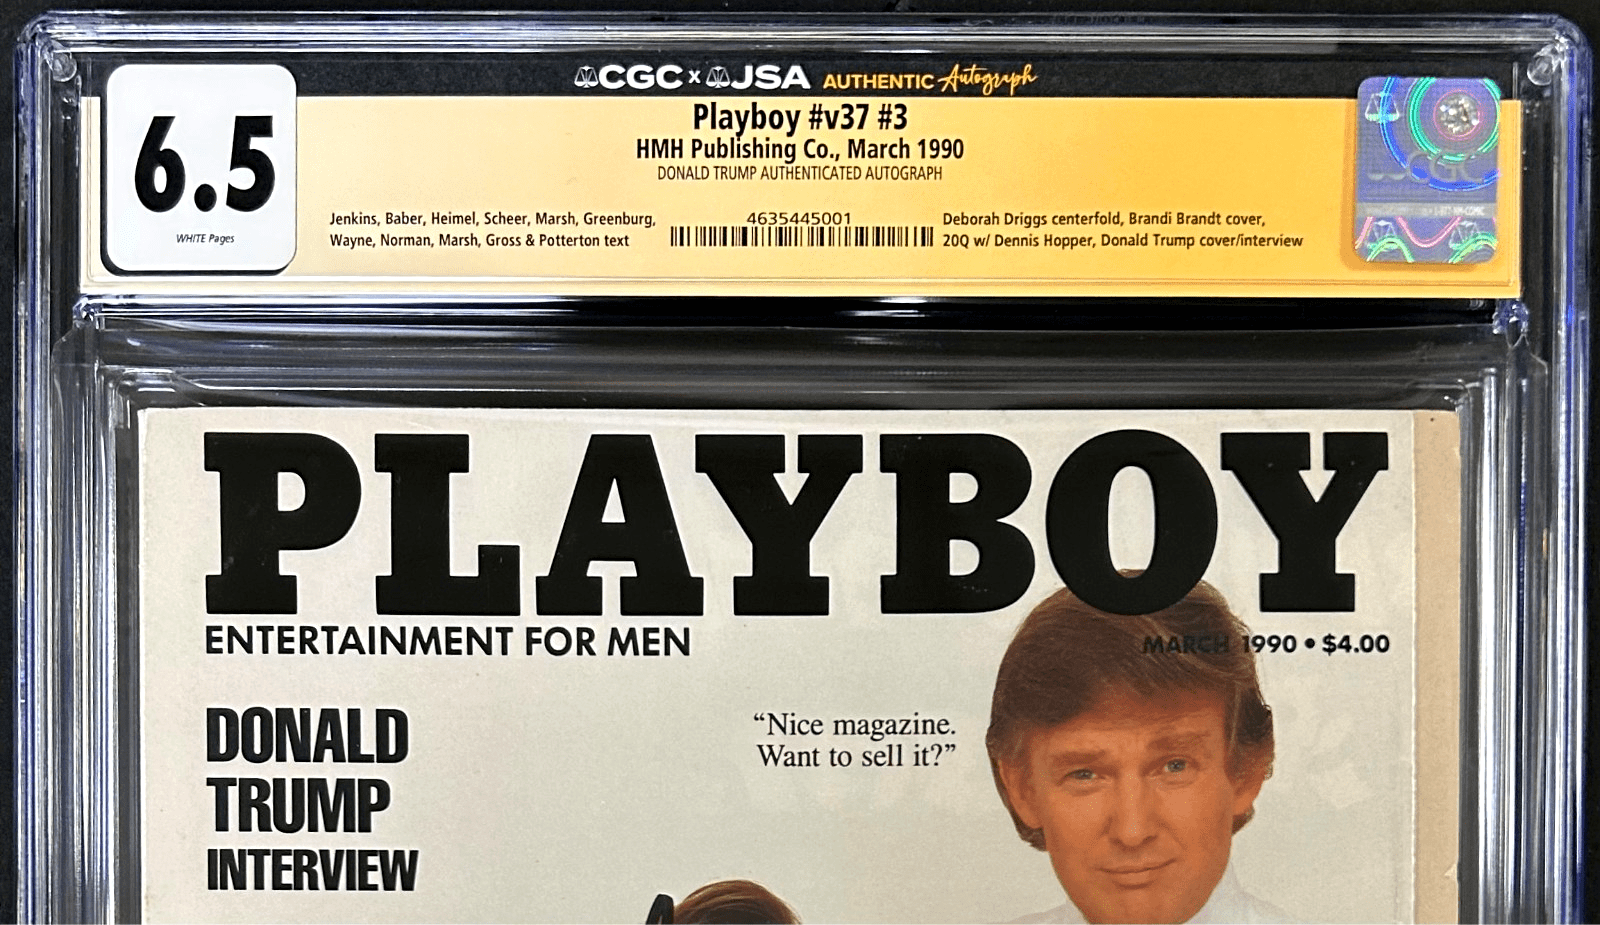 CGC x JSA AUTHENTIC Autograph
Playboy #v37 #3
HMH Publishing Co., March 1990
DONALD TRUMP AUTHENTICATED AUTOGRAPH
6.5
WHITE Pages
Jenkins, Baber, Heimel, Scheer, Marsh, Greenburg,
Wayne, Norman, Marsh, Gross & Potterton text
4635445001
Deborah Driggs centerfold, Brandi Brandt cover,
20Q w/ Dennis Hopper, Donald Trump cover/interview
CGC
PLAYBOY
ENTERTAINMENT FOR MEN
MARCH 1990 • $4.00
DONALD
TRUMP
INTERVIEW
“Nice magazine.
Want to sell it?”